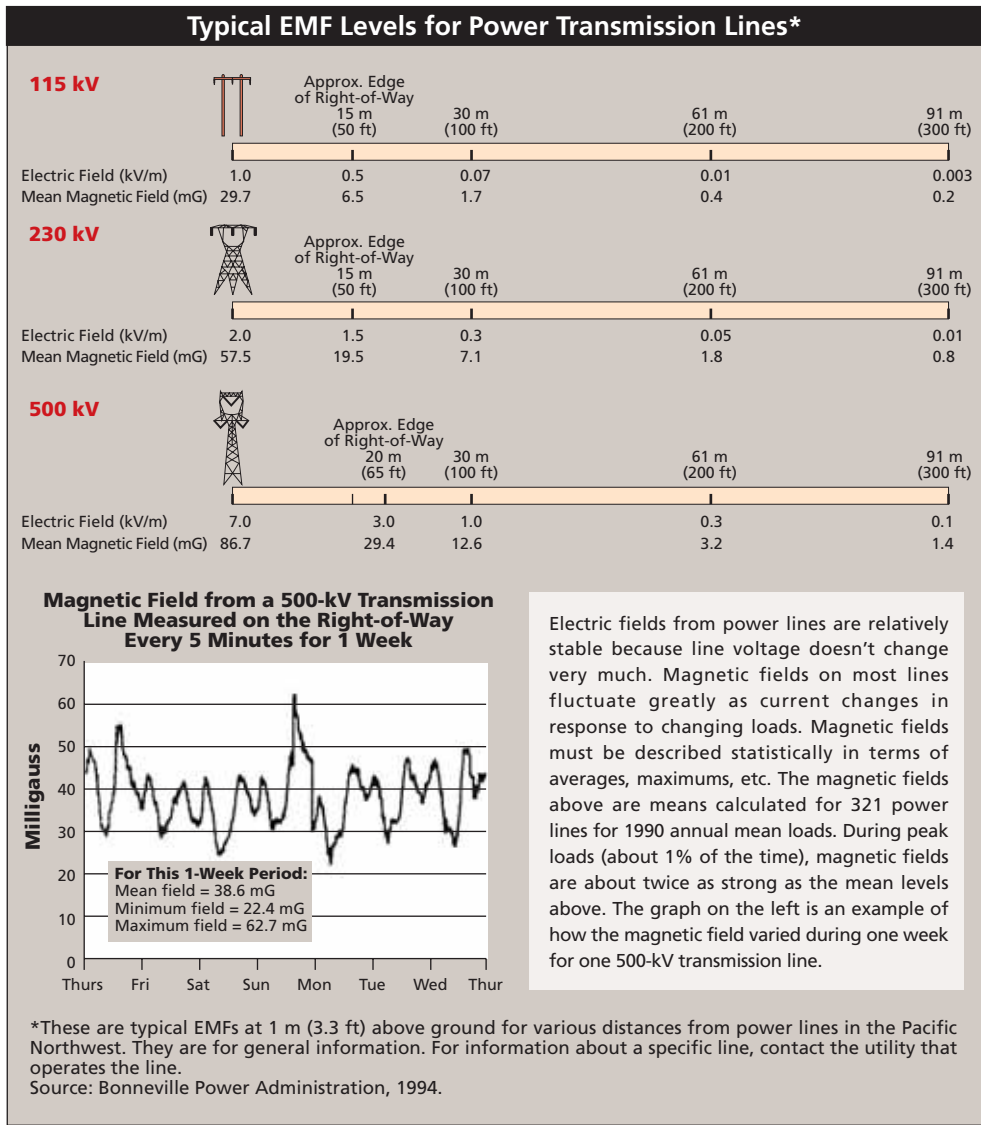 Typical EMF Levels for Power Transmission Lines*
115 kV
Approx. Edge
of Right-of-Way
15 m 30 m 61 m 91 m
(50 ft) (100 ft) (200 ft) (300 ft)
Electric Field (kV/m) 1.0 0.5 0.07 0.01 0.003
Mean Magnetic Field (mG) 29.7 6.5 1.7 0.4 0.2
230 kV
Approx. Edge
of Right-of-Way
15 m 30 m 61 m 91 m
(50 ft) (100 ft) (200 ft) (300 ft)
Electric Field (kV/m) 2.0 1.5 0.3 0.05 0.01
Mean Magnetic Field (mG) 57.5 19.5 7.1 1.8 0.8
500 kV
Approx. Edge
of Right-of-Way
20 m 30 m 61 m 91 m
(65 ft) (100 ft) (200 ft) (300 ft)
Electric Field (kV/m) 7.0 3.0 1.0 0.3 0.1
Mean Magnetic Field (mG) 86.7 29.4 12.6 3.2 1.4
Magnetic Field from a 500-kV Transmission
Line Measured on the Right-of-Way
Every 5 Minutes for 1 Week
Milligauss
70
60
50
40
30
20
10
0
For This 1-Week Period:
Mean field = 38.6 mG
Minimum field = 22.4 mG
Maximum field = 62.7 mG
Thurs Fri Sat Sun Mon Tue Wed Thur
Electric fields from power lines are relatively
stable because line voltage doesn’t change
very much. Magnetic fields on most lines
fluctuate greatly as current changes in
response to changing loads. Magnetic fields
must be described statistically in terms of
averages, maximums, etc. The magnetic fields
above are means calculated for 321 power
lines for 1990 annual mean loads. During peak
loads (about 1% of the time), magnetic fields
are about twice as strong as the mean levels
above. The graph on the left is an example of
how the magnetic field varied during one week
for one 500-kV transmission line.
*These are typical EMFs at 1 m (3.3 ft) above ground for various distances from power lines in the Pacific
Northwest. They are for general information. For information about a specific line, contact the utility that
operates the line.
Source: Bonneville Power Administration, 1994.